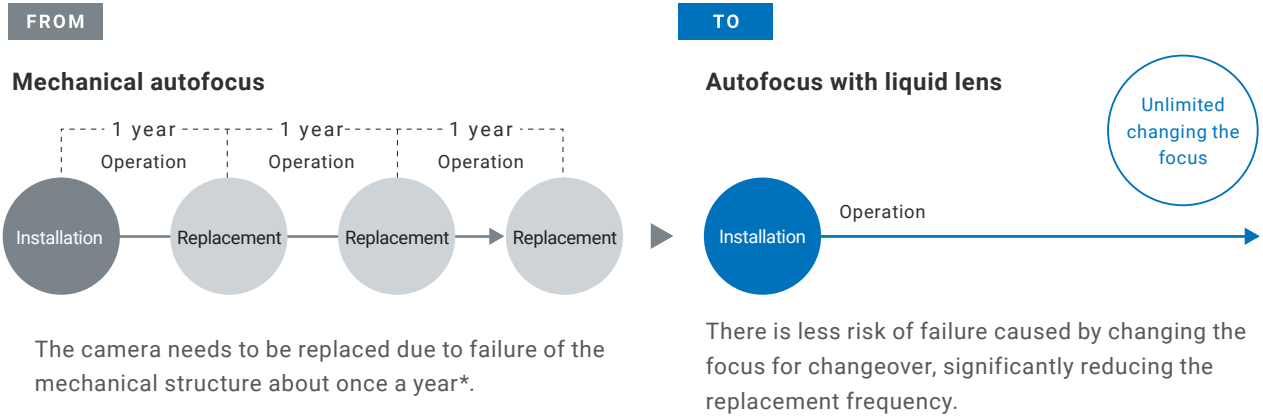 FROM
Mechanical autofocus
1 year 1 year 1 year
Operation Operation Operation
Installation Replacement Replacement Replacement
The camera needs to be replaced due to failure of the
mechanical structure about once a year*.
TO
Autofocus with liquid lens
Unlimited
changing the
focus
Operation
Installation
There is less risk of failure caused by changing the
focus for changeover, significantly reducing the
replacement frequency.